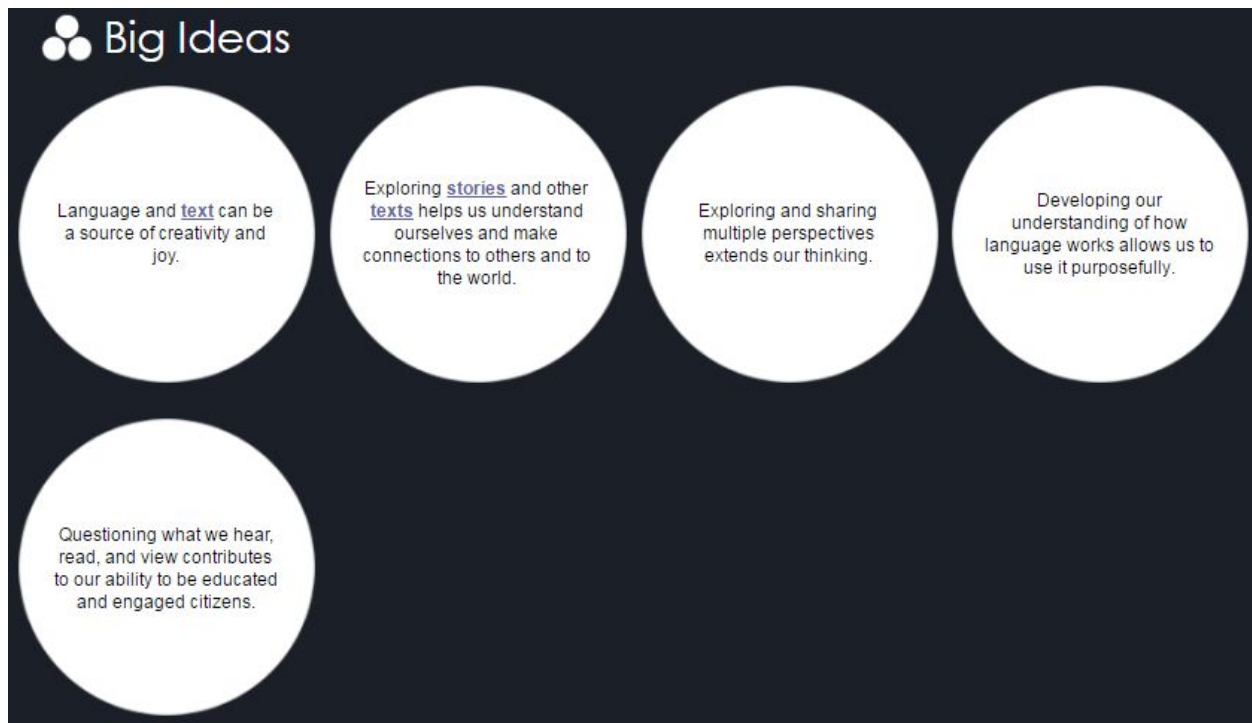 Big Ideas
Language and text can be
a source of creativity and
joy.
Exploring stories and other
texts helps us understand
ourselves and make
connections to others and to
the world.
Exploring and sharing
multiple perspectives
extends our thinking.
Developing our
understanding of how
language works allows us to
use it purposefully.
Questioning what we hear,
read, and view contributes
to our ability to be educated
and engaged citizens.